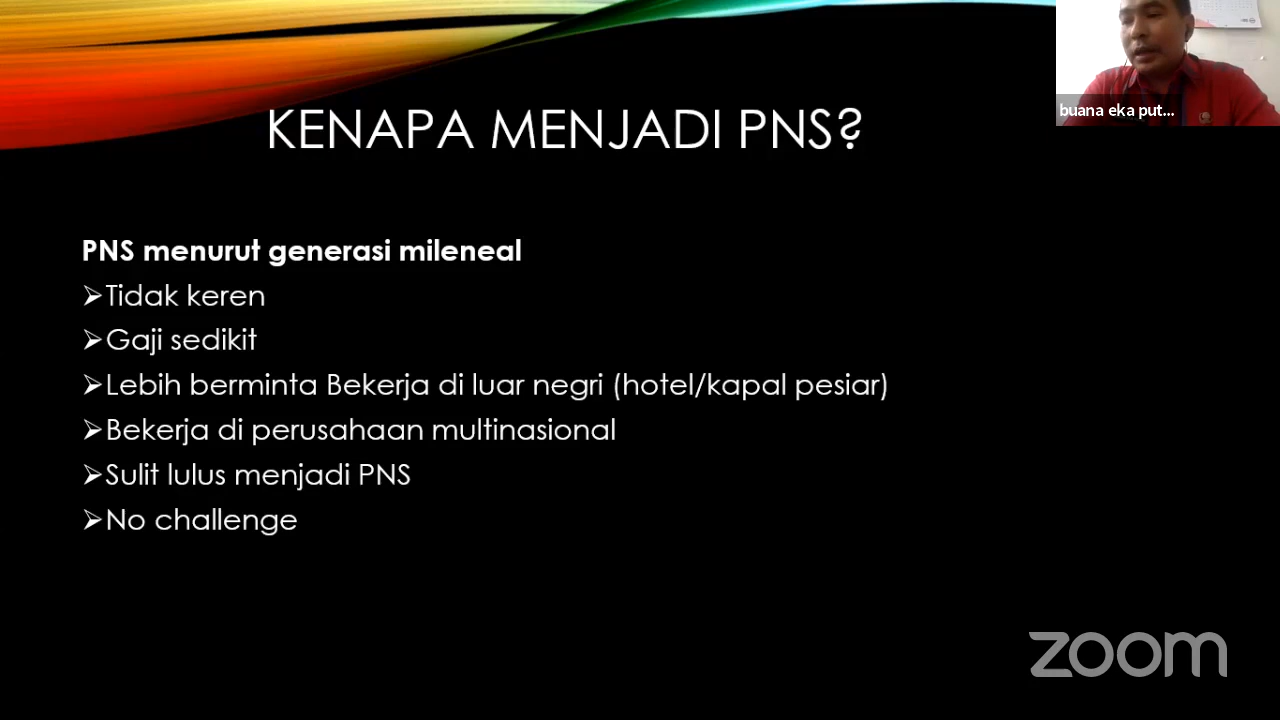 KENAPA MENJADI PNS?
buana eka put...
PNS menurut generasi mileneal
➢Tidak keren
➢Gaji sedikit
➢Lebih berminta Bekerja di luar negri (hotel/kapal pesiar)
➢Bekerja di perusahaan multinasional
➢Sulit lulus menjadi PNS
➢No challenge
zoom